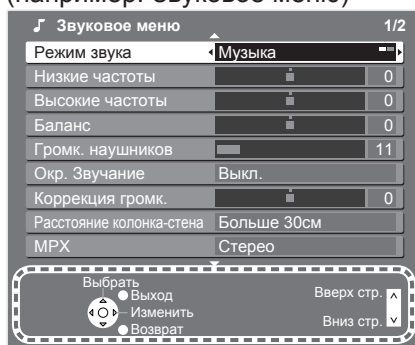 (например: Звуковое меню)
Звуковое меню 1/2
Режим звука Музыка
Низкие частоты 0
Высокие частоты 0
Баланс 0
Громк. наушников 11
Окр. Звучание Выкл.
Коррекция громк. 0
Расстояние колонка-стена Больше 30см
MPX Стерео
Выбрать
Выход
Изменить
Возврат
Вверх стр.
Вниз стр.